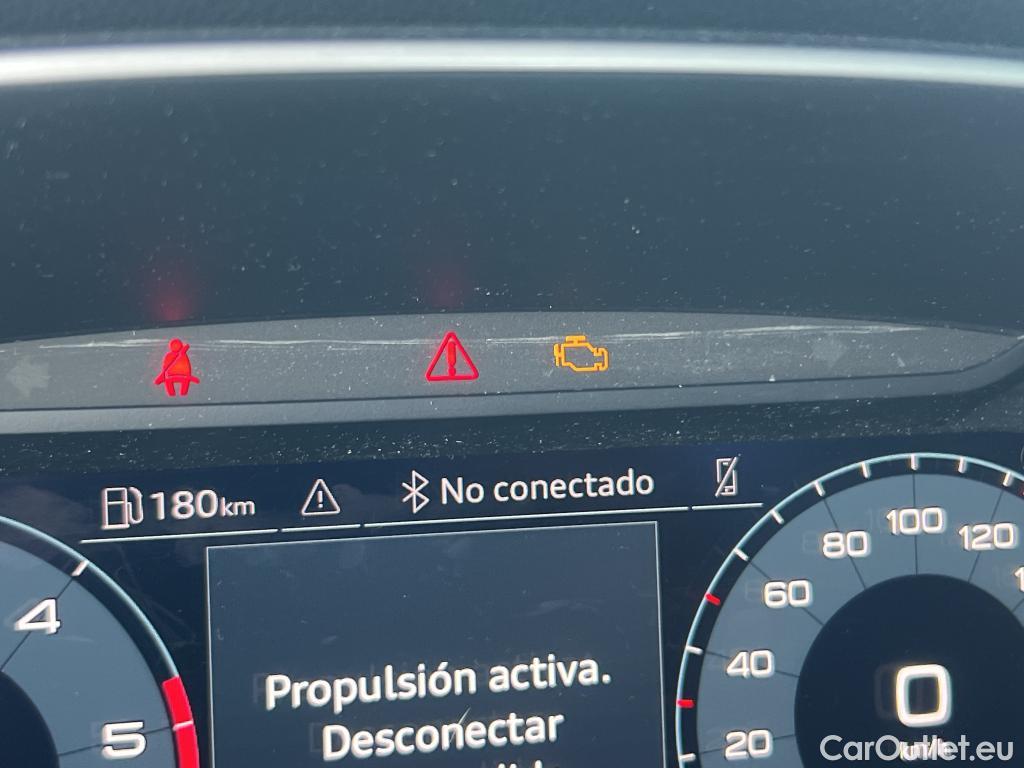 180km
No conectado
Propulsión activa.
Desconectar
4
5
20
40
60
80
100
120
0
CarOutlet.eu